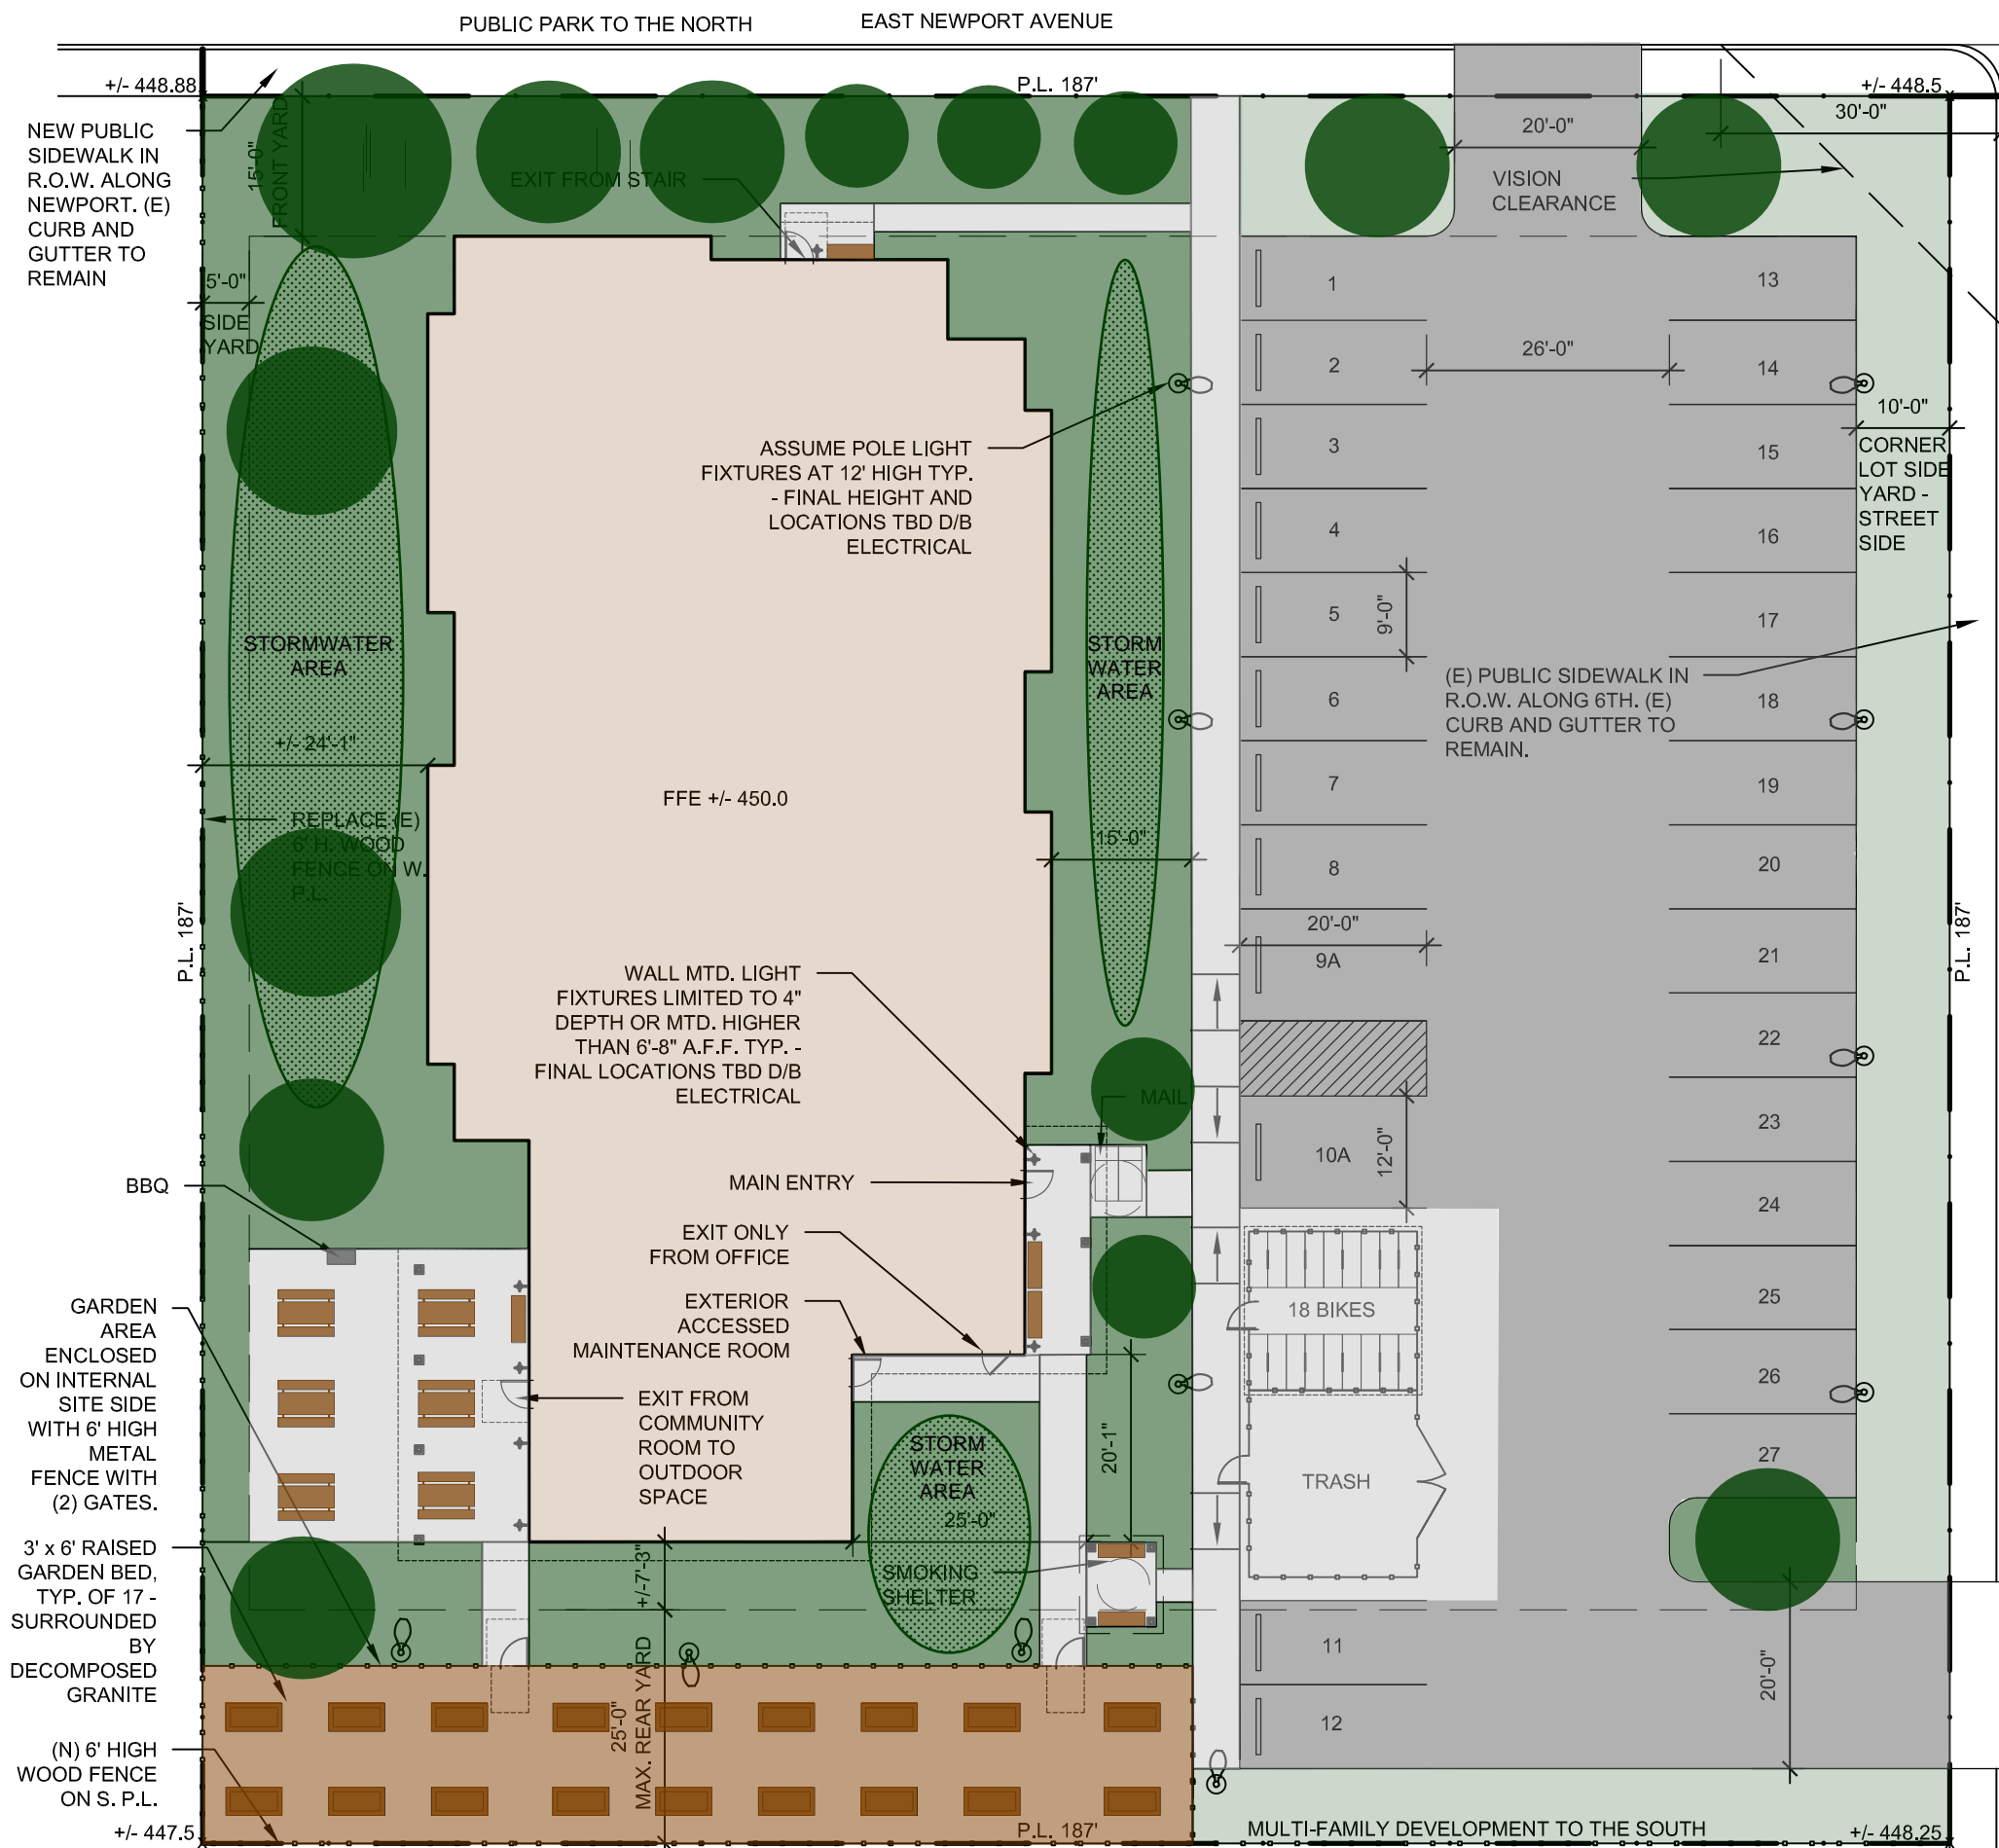 PUBLIC PARK TO THE NORTH
EAST NEWPORT AVENUE
+/- 448.88
P.L. 187'
+/- 448.5
NEW PUBLIC
SIDEWALK IN
R.O.W. ALONG
NEWPORT. (E)
CURB AND
GUTTER TO
REMAIN
15'-0"
FRONT YARD
EXIT FROM STAIR
20'-0"
30'-0"
VISION
CLEARANCE
5'-0"
SIDE
YARD
1
2
3
4
5
6
7
8
9A
10A
11
12
13
14
15
16
17
18
19
20
21
22
23
24
25
26
27
26'-0"
10'-0"
CORNER
LOT SIDE
YARD -
STREET
SIDE
ASSUME POLE LIGHT
FIXTURES AT 12' HIGH TYP.
- FINAL HEIGHT AND
LOCATIONS TBD D/B
ELECTRICAL
9'-0"
STORMWATER
AREA
STORM
WATER
AREA
(E) PUBLIC SIDEWALK IN
R.O.W. ALONG 6TH. (E)
CURB AND GUTTER TO
REMAIN.
+/- 24'-1"
FFE +/- 450.0
REPLACE (E)
6' H. WOOD
FENCE ON W.
P.L.
15'-0"
P.L. 187'
P.L. 187'
20'-0"
WALL MTD. LIGHT
FIXTURES LIMITED TO 4"
DEPTH OR MTD. HIGHER
THAN 6'-8" A.F.F. TYP. -
FINAL LOCATIONS TBD D/B
ELECTRICAL
MAIL
12'-0"
BBQ
MAIN ENTRY
EXIT ONLY
FROM OFFICE
EXTERIOR
ACCESSED
MAINTENANCE ROOM
18 BIKES
GARDEN
AREA
ENCLOSED
ON INTERNAL
SITE SIDE
WITH 6' HIGH
METAL
FENCE WITH
(2) GATES.
EXIT FROM
COMMUNITY
ROOM TO
OUTDOOR
SPACE
STORM
WATER
AREA
20'-1"
TRASH
25'-0"
3' x 6' RAISED
GARDEN BED,
TYP. OF 17 -
SURROUNDED
BY
DECOMPOSED
GRANITE
+/-7'-3"
SMOKING
SHELTER
25'-0"
MAX. REAR YARD
20'-0"
(N) 6' HIGH
WOOD FENCE
ON S. P.L.
+/- 447.5
P.L. 187'
MULTI-FAMILY DEVELOPMENT TO THE SOUTH
+/- 448.25